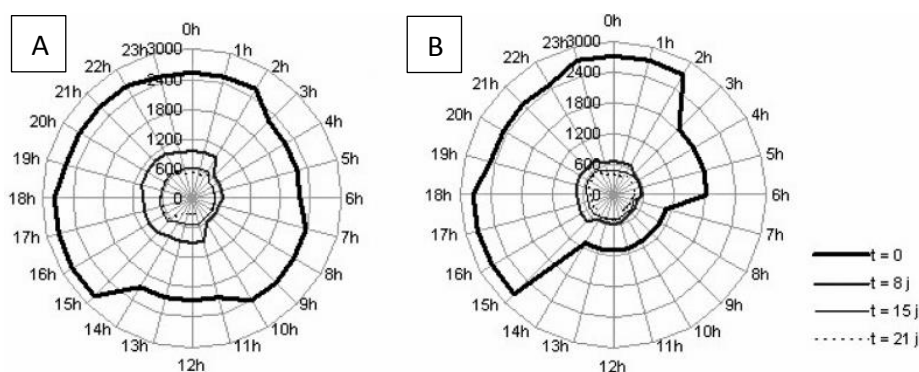 A
0h
1h
2h
3h
4h
5h
6h
7h
8h
9h
10h
11h
12h
13h
14h
15h
16h
17h
18h
19h
20h
21h
22h
23h
3000
2400
1800
1200
600
0
B
0h
1h
2h
3h
4h
5h
6h
7h
8h
9h
10h
11h
12h
13h
14h
15h
16h
17h
18h
19h
20h
21h
22h
23h
3000
2400
1800
1200
600
0
t = 0
t = 8 j
t = 15 j
t = 21 j